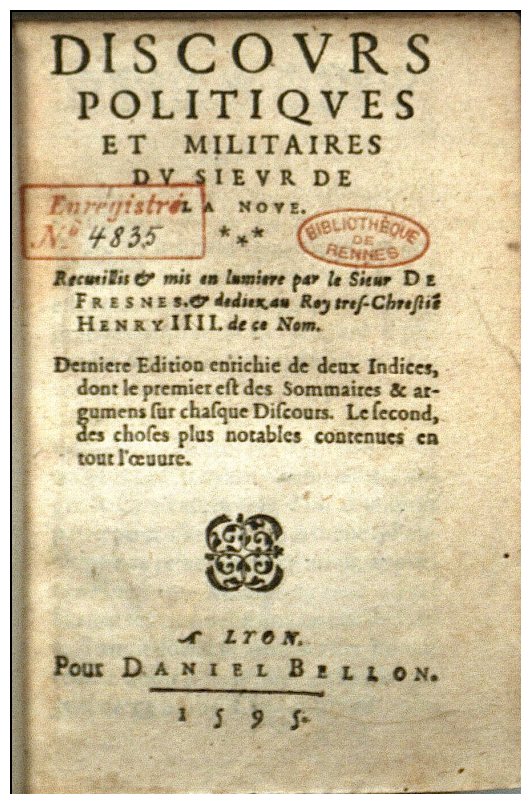 DISCOVRS
POLITIQVES
ET MILITAIRES
DV SIEVR DE
LA NOVE.
Enregistré
N.º 4835
***
BIBLIOTHÈQUE
DE
RENNES
Recueillis & mis en lumiere par le Sieur DE
FRESNES. & dediez au Roy tres-Chrestiẽ
HENRY IIII. de ce Nom.
Derniere Edition enrichie de deux Indices,
dont le premier est des Sommaires & ar-
gumens sur chasque Discours. Le second,
des choses plus notables contenues en
tout l'œuure.
A LYON.
Pour DANIEL BELLON.
1595.